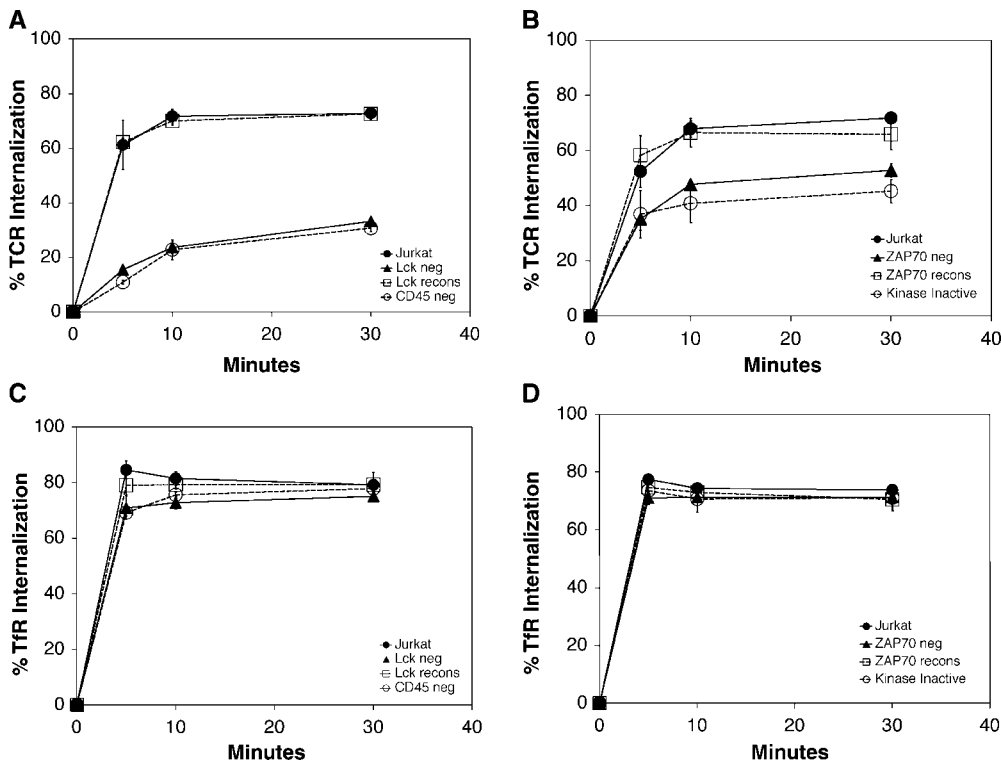 A
% TCR Internalization
100
80
60
40
20
0
0 10 20 30 40
Minutes
Jurkat
Lck neg
Lck recons
CD45 neg
B
% TCR Internalization
100
80
60
40
20
0
0 10 20 30 40
Minutes
Jurkat
ZAP70 neg
ZAP70 recons
Kinase Inactive
C
% TfR Internalization
100
80
60
40
20
0
0 10 20 30 40
Minutes
Jurkat
Lck neg
Lck recons
CD45 neg
D
% TfR Internalization
100
80
60
40
20
0
0 10 20 30 40
Minutes
Jurkat
ZAP70 neg
ZAP70 recons
Kinase Inactive